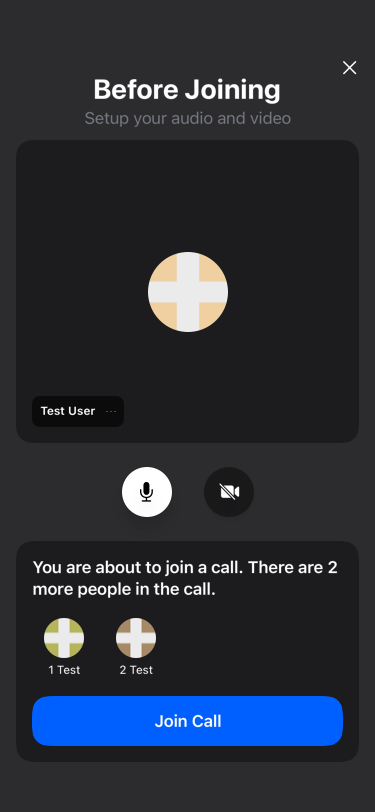 Before Joining
Setup your audio and video
Test User
You are about to join a call. There are 2
more people in the call.
1 Test
2 Test
Join Call